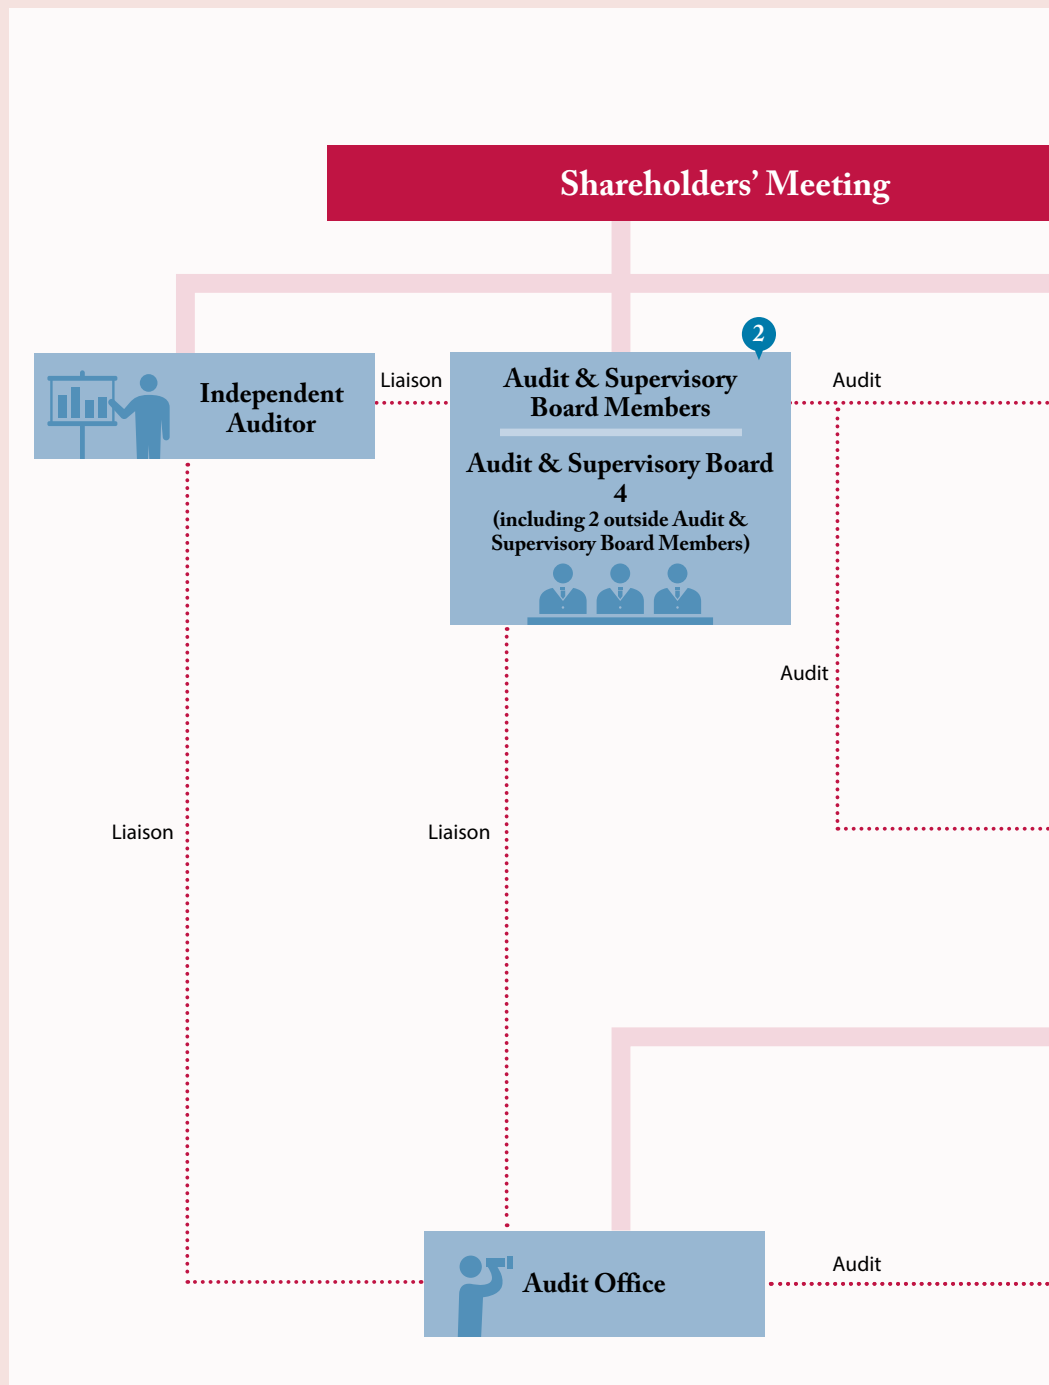 Shareholders’ Meeting
2
Independent
Auditor
Liaison
Audit & Supervisory
Board Members
Audit & Supervisory Board
4
(including 2 outside Audit &
Supervisory Board Members)
Audit
Audit
Liaison
Liaison
Audit Office
Audit